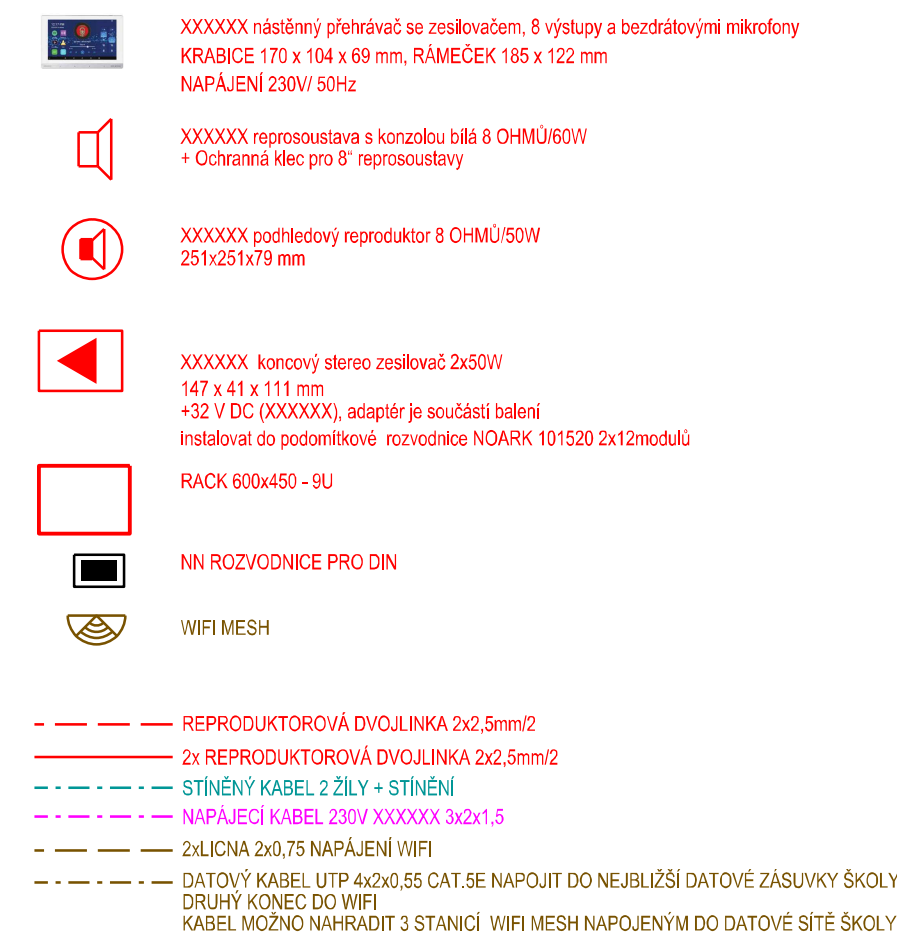 XXXXXX nástěnný přehrávač se zesilovačem, 8 výstupy a bezdrátovými mikrofony
KRABICE 170 x 104 x 69 mm, RÁMEČEK 185 x 122 mm
NAPÁJENÍ 230V/ 50Hz
XXXXXX reprosoustava s konzolou bílá 8 OHMŮ/60W
+ Ochranná klec pro 8“ reprosoustavy
XXXXXX podhledový reproduktor 8 OHMŮ/50W
251x251x79 mm
XXXXXX koncový stereo zesilovač 2x50W
147 x 41 x 111 mm
+32 V DC (XXXXXX), adaptér je součástí balení
instalovat do podomítkové rozvodnice NOARK 101520 2x12modulů
RACK 600x450 - 9U
NN ROZVODNICE PRO DIN
WIFI MESH
REPRODUKTOROVÁ DVOJLINKA 2x2,5mm/2
2x REPRODUKTOROVÁ DVOJLINKA 2x2,5mm/2
STÍNĚNÝ KABEL 2 ŽÍLY + STÍNĚNÍ
NAPÁJECÍ KABEL 230V XXXXXX 3x2x1,5
2xLICNA 2x0,75 NAPÁJENÍ WIFI
DATOVÝ KABEL UTP 4x2x0,55 CAT.5E NAPOJIT DO NEJBLIŽŠÍ DATOVÉ ZÁSUVKY ŠKOLY
DRUHÝ KONEC DO WIFI
KABEL MOŽNO NAHRADIT 3 STANICÍ WIFI MESH NAPOJENÝM DO DATOVÉ SÍTĚ ŠKOLY